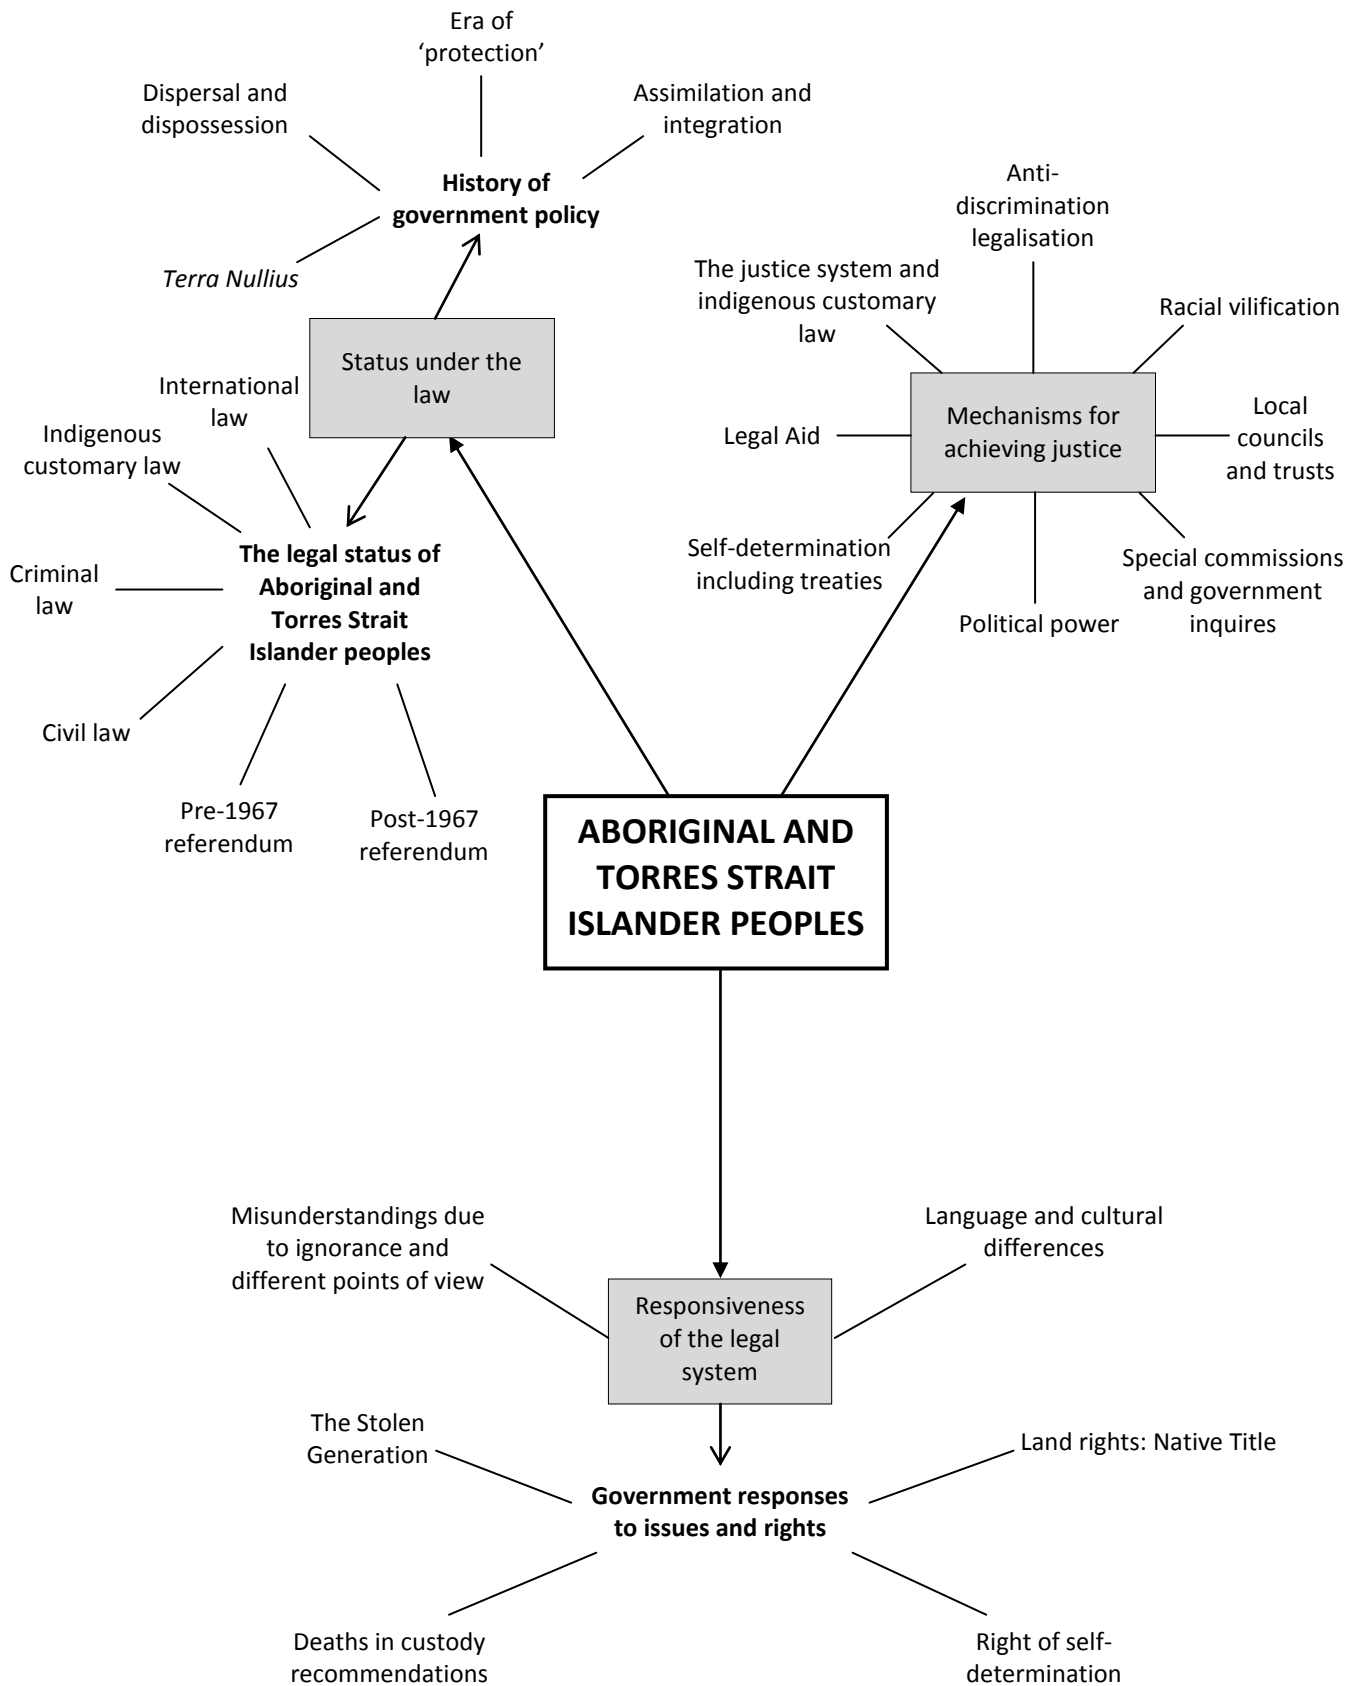 Era of
‘protection’
Dispersal and
dispossession
Assimilation and
integration
History of
government policy
Terra Nullius
Status under the
law
International
law
Indigenous
customary law
The legal status of
Aboriginal and
Torres Strait
Islander peoples
Criminal
law
Civil law
Pre-1967
referendum
Post-1967
referendum
Anti-
discrimination
legalisation
The justice system and
indigenous customary
law
Racial vilification
Mechanisms for
achieving justice
Legal Aid
Local
councils
and trusts
Self-determination
including treaties
Political power
Special commissions
and government
inquires
ABORIGINAL AND
TORRES STRAIT
ISLANDER PEOPLES
Misunderstandings due
to ignorance and
different points of view
Language and cultural
differences
Responsiveness
of the legal
system
The Stolen
Generation
Land rights: Native Title
Government responses
to issues and rights
Deaths in custody
recommendations
Right of self-
determination